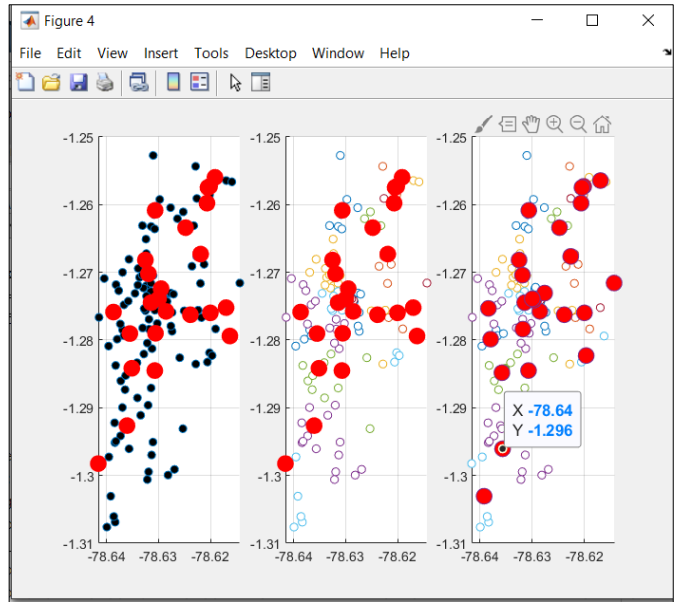 Figure 4
File Edit View Insert Tools Desktop Window Help
-1.25 -1.25 -1.25
-1.26 -1.26 -1.26
-1.27 -1.27 -1.27
-1.28 -1.28 -1.28
-1.29 -1.29 -1.29
X -78.64
Y -1.296
-1.3 -1.3 -1.3
-1.31 -1.31 -1.31
-78.64 -78.63 -78.62 -78.64 -78.63 -78.62 -78.64 -78.63 -78.62